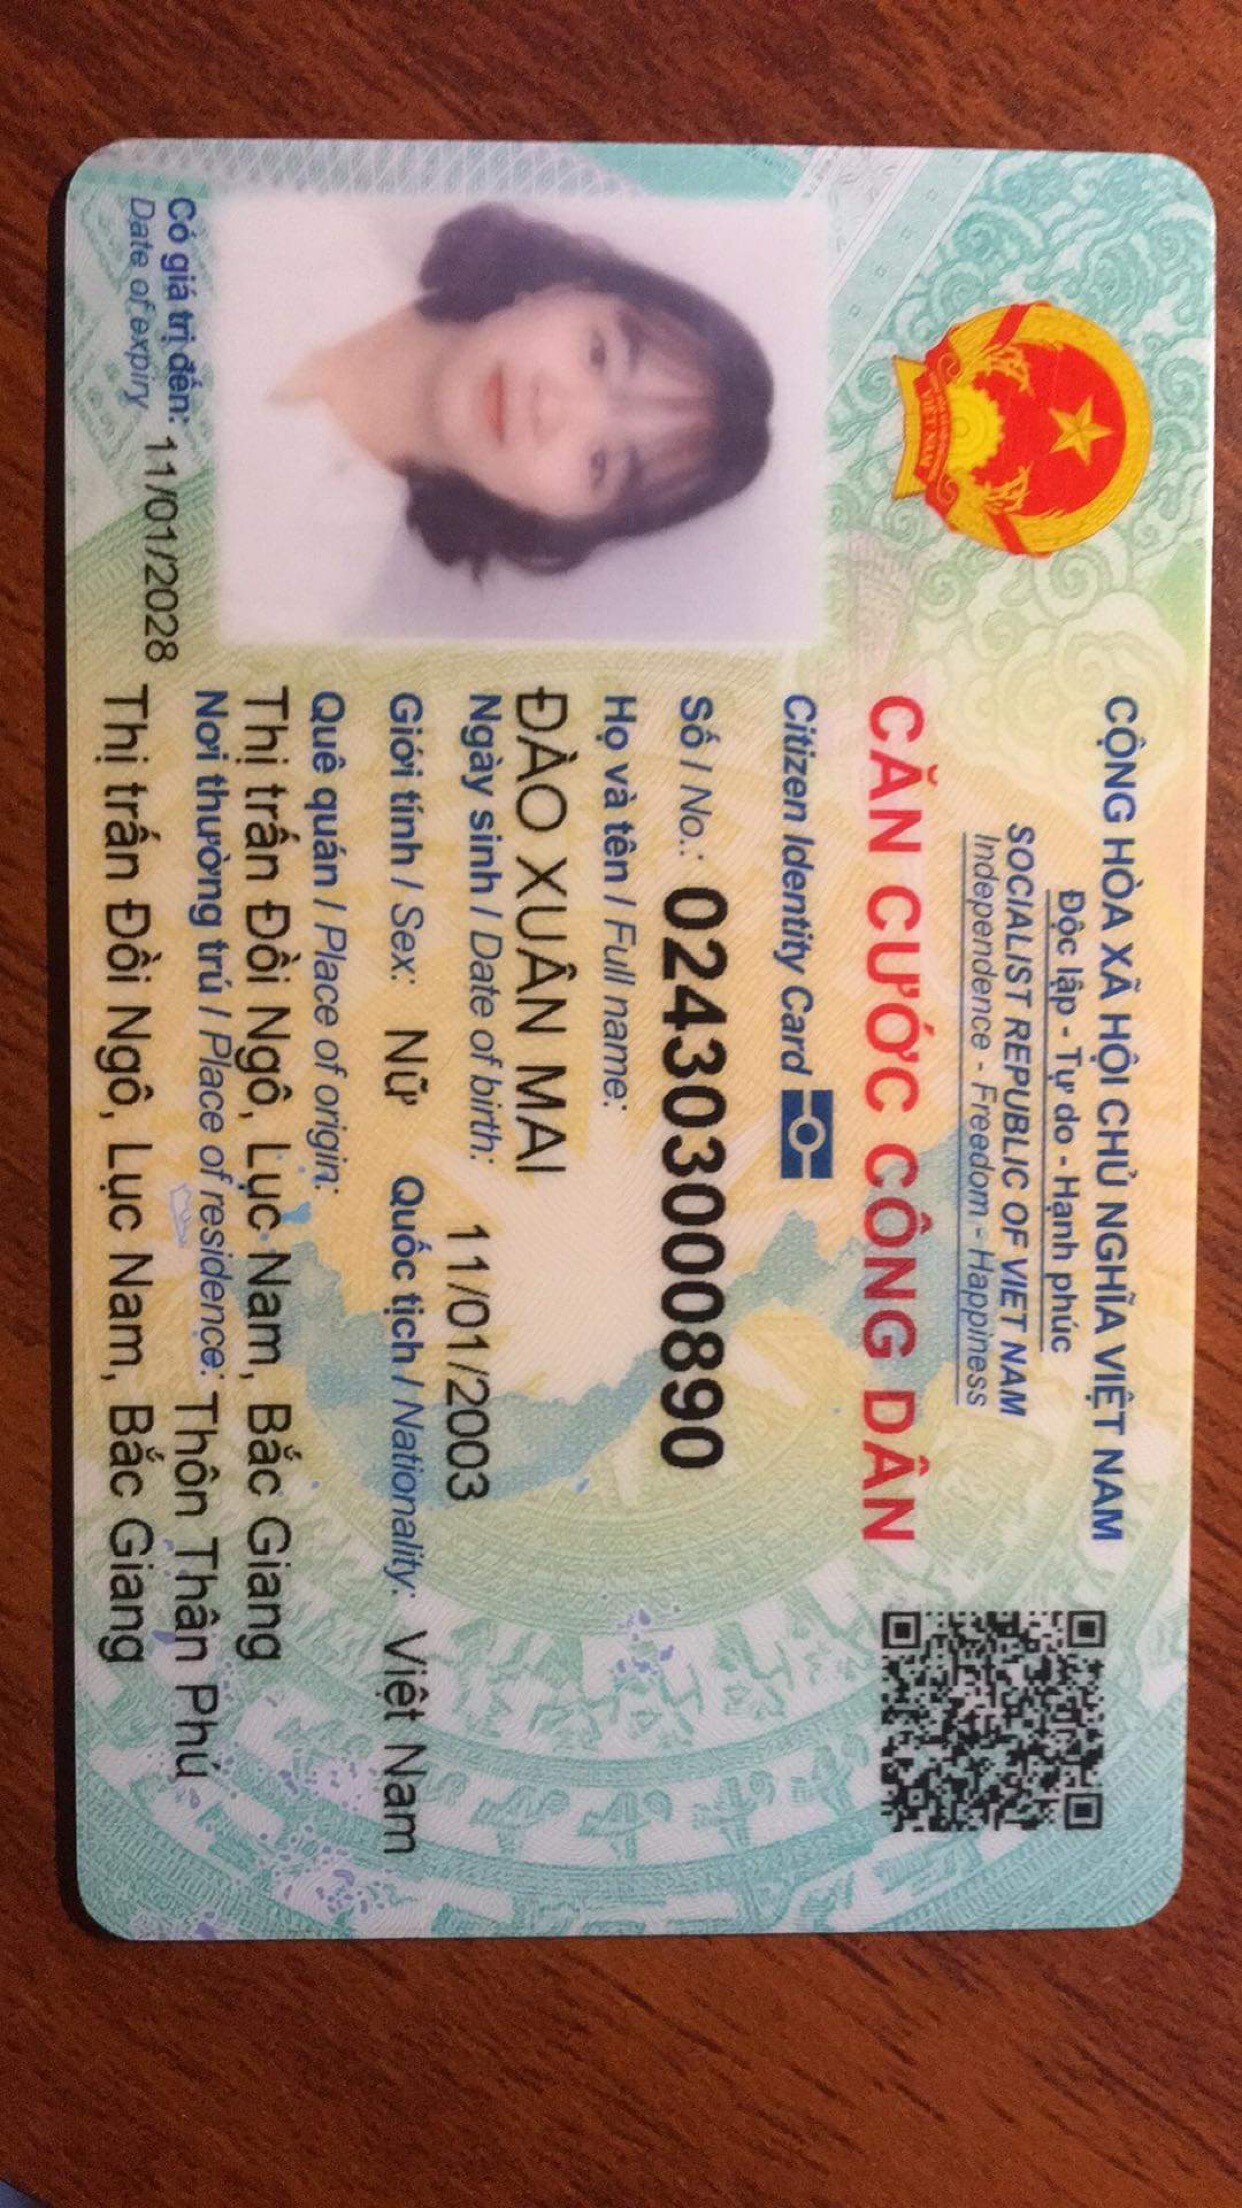 CỘNG HÒA XÃ HỘI CHỦ NGHĨA VIỆT NAM
Độc lập - Tự do - Hạnh phúc
SOCIALIST REPUBLIC OF VIET NAM
Independence - Freedom - Happiness
CĂN CƯỚC CÔNG DÂN
Citizen Identity Card
Số / No.: 024303000890
Họ và tên / Full name:
ĐÀO XUÂN MAI
Ngày sinh / Date of birth: 11/01/2003
Giới tính / Sex: Nữ Quốc tịch / Nationality: Việt Nam
Quê quán / Place of origin:
Thị trấn Đồi Ngô, Lục Nam, Bắc Giang
Nơi thường trú / Place of residence: Thôn Thân Phú
Thị trấn Đồi Ngô, Lục Nam, Bắc Giang
Có giá trị đến: 11/01/2028
Date of expiry
VIỆT NAM